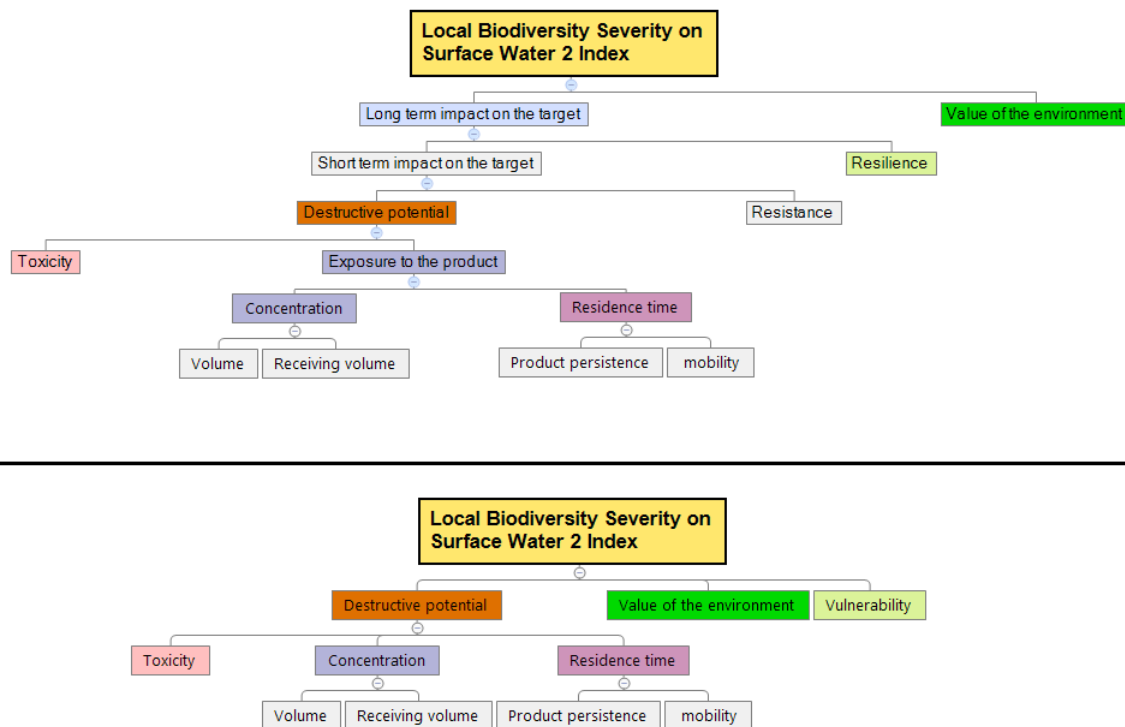 Local Biodiversity Severity on
Surface Water 2 Index
Long term impact on the target
Value of the environment
Short term impact on the target
Resilience
Destructive potential
Resistance
Toxicity
Exposure to the product
Concentration
Residence time
Volume
Receiving volume
Product persistence
mobility
Local Biodiversity Severity on
Surface Water 2 Index
Destructive potential
Value of the environment
Vulnerability
Toxicity
Concentration
Residence time
Volume
Receiving volume
Product persistence
mobility